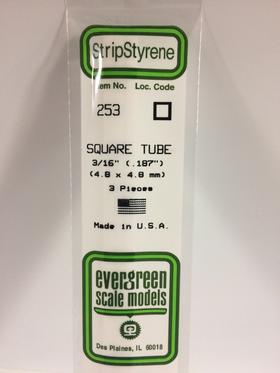 StripStyrene
Item No. Loc. Code
253
SQUARE TUBE
3/16" (.187")
(4.8 x 4.8 mm)
3 Pieces
Made in U.S.A.
evergreen
scale models
Des Plaines, IL 60018